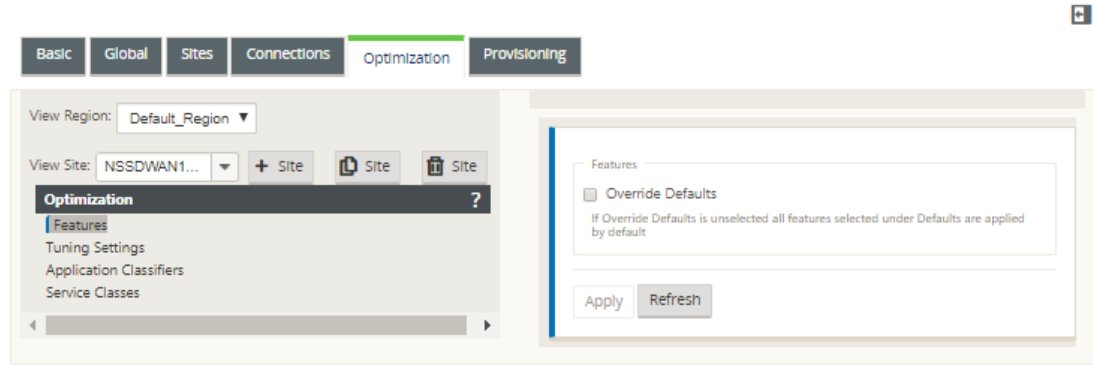 Basic Global Sites Connections Optimization Provisioning
View Region: Default_Region
View Site: NSSDWAN1... + Site Site Site
Optimization ?
Features
Tuning Settings
Application Classifiers
Service Classes
Features
Override Defaults
If Override Defaults is unselected all features selected under Defaults are applied
by default
Apply Refresh